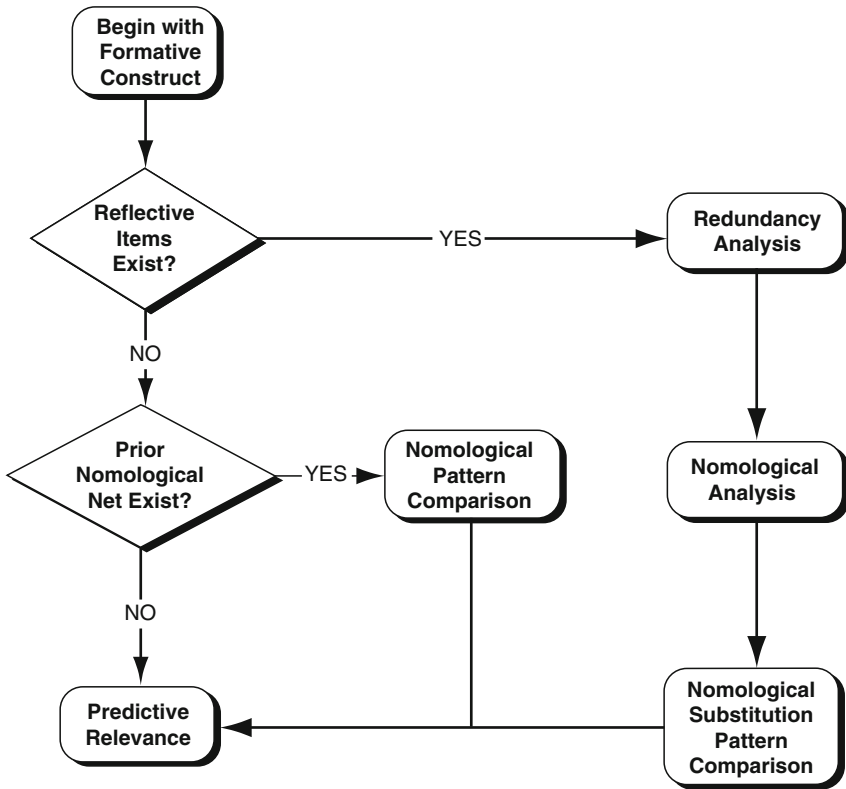 Begin with
Formative
Construct
Reflective
Items
Exist?
YES
Redundancy
Analysis
NO
Prior
Nomological
Net Exist?
YES
Nomological
Pattern
Comparison
Nomological
Analysis
NO
Predictive
Relevance
Nomological
Substitution
Pattern
Comparison